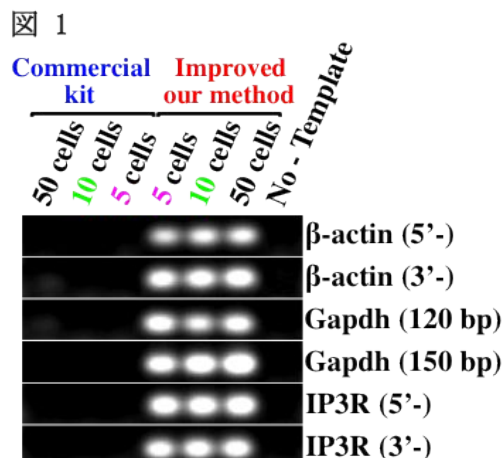 図 1
Commercial kit
Improved our method
50 cells
10 cells
5 cells
5 cells
10 cells
50 cells
No - Template
β-actin (5’-)
β-actin (3’-)
Gapdh (120 bp)
Gapdh (150 bp)
IP3R (5’-)
IP3R (3’-)